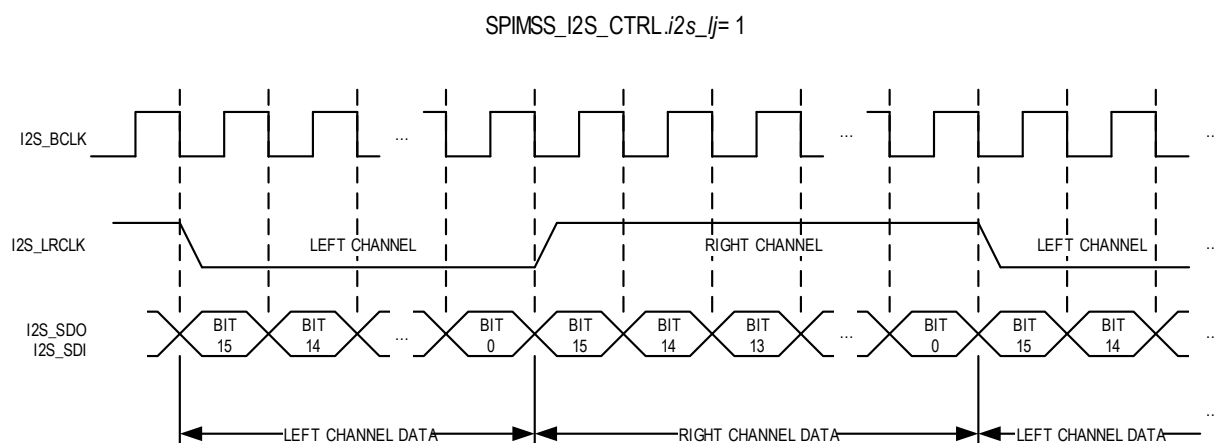 SPIMSS_I2S_CTRL.i2s_lj= 1
I2S_BCLK
...
...
...
I2S_LRCLK
LEFT CHANNEL
RIGHT CHANNEL
LEFT CHANNEL
...
I2S_SDO
I2S_SDI
BIT
15
BIT
14
...
BIT
0
BIT
15
BIT
14
BIT
13
...
BIT
0
BIT
15
BIT
14
...
LEFT CHANNEL DATA
RIGHT CHANNEL DATA
LEFT CHANNEL DATA
...